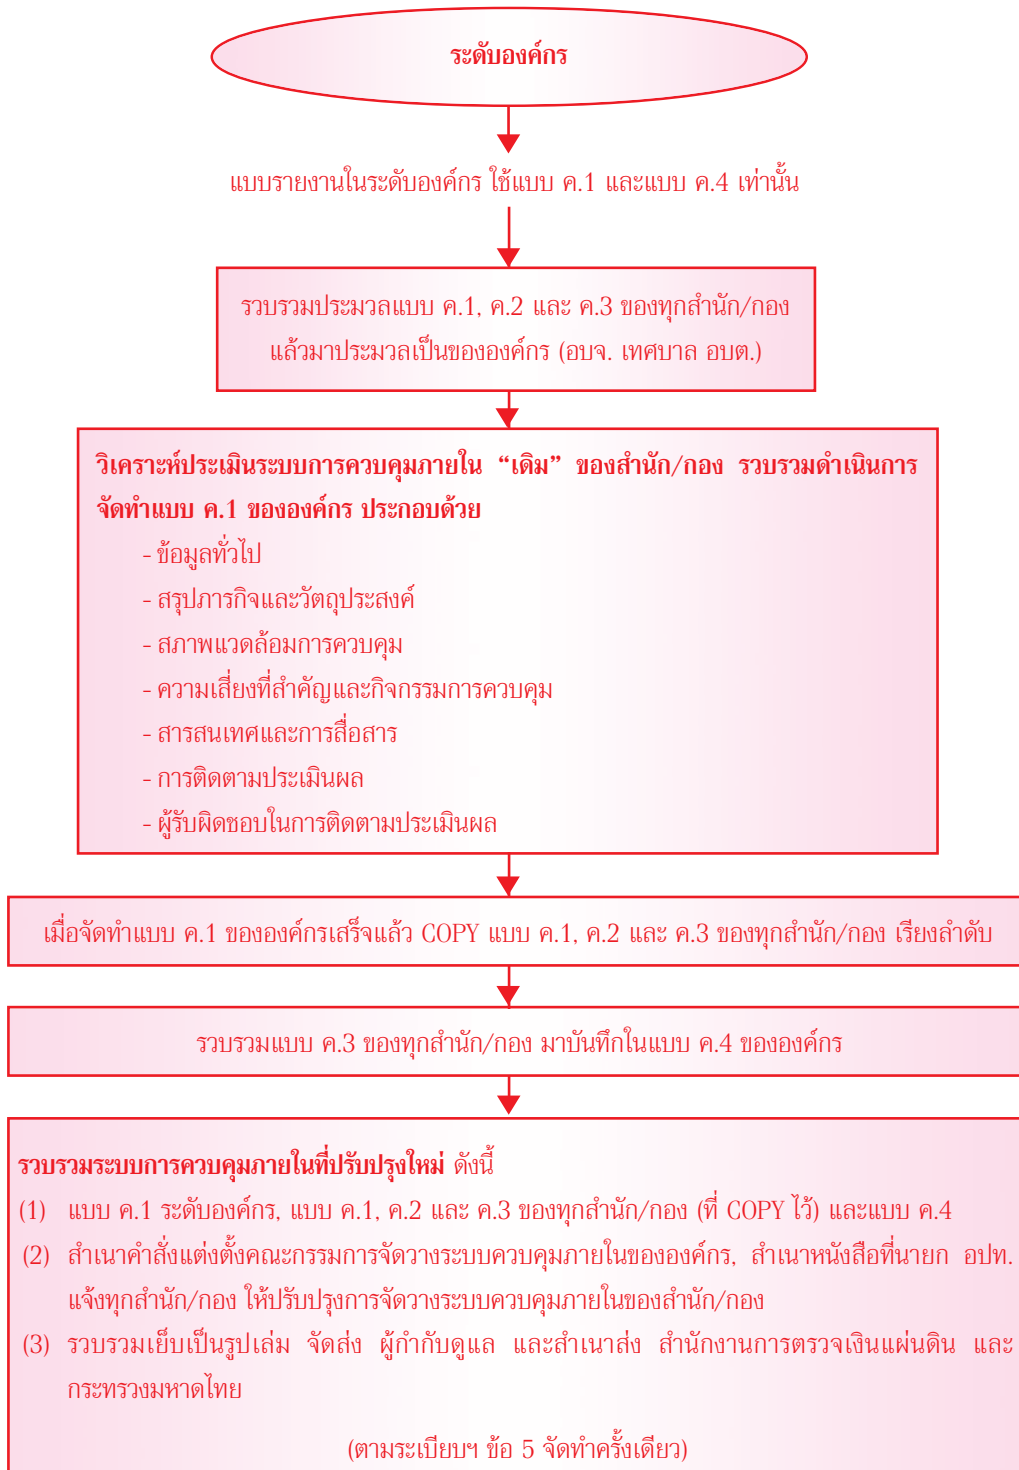 ระดับองค์กร
แบบรายงานในระดับองค์กร ใช้แบบ ค.1 และแบบ ค.4 เท่านั้น
รวบรวมประมวลแบบ ค.1, ค.2 และ ค.3 ของทุกสำนัก/กอง
แล้วมาประมวลเป็นขององค์กร (อบจ. เทศบาล อบต.)
วิเคราะห์ประเมินระบบการควบคุมภายใน “เดิม” ของสำนัก/กอง รวบรวมดำเนินการ
จัดทำแบบ ค.1 ขององค์กร ประกอบด้วย
- ข้อมูลทั่วไป
- สรุปภารกิจและวัตถุประสงค์
- สภาพแวดล้อมการควบคุม
- ความเสี่ยงที่สำคัญและกิจกรรมการควบคุม
- สารสนเทศและการสื่อสาร
- การติดตามประเมินผล
- ผู้รับผิดชอบในการติดตามประเมินผล
เมื่อจัดทำแบบ ค.1 ขององค์กรเสร็จแล้ว COPY แบบ ค.1, ค.2 และ ค.3 ของทุกสำนัก/กอง เรียงลำดับ
รวบรวมแบบ ค.3 ของทุกสำนัก/กอง มาบันทึกในแบบ ค.4 ขององค์กร
รวบรวมระบบการควบคุมภายในที่ปรับปรุงใหม่ ดังนี้
(1) แบบ ค.1 ระดับองค์กร, แบบ ค.1, ค.2 และ ค.3 ของทุกสำนัก/กอง (ที่ COPY ไว้) และแบบ ค.4
(2) สำเนาคำสั่งแต่งตั้งคณะกรรมการจัดวางระบบควบคุมภายในขององค์กร, สำเนาหนังสือที่นายก อปท.
แจ้งทุกสำนัก/กอง ให้ปรับปรุงการจัดวางระบบควบคุมภายในของสำนัก/กอง
(3) รวบรวมเย็บเป็นรูปเล่ม จัดส่ง ผู้กำกับดูแล และสำเนาส่ง สำนักงานการตรวจเงินแผ่นดิน และ
กระทรวงมหาดไทย
(ตามระเบียบฯ ข้อ 5 จัดทำครั้งเดียว)